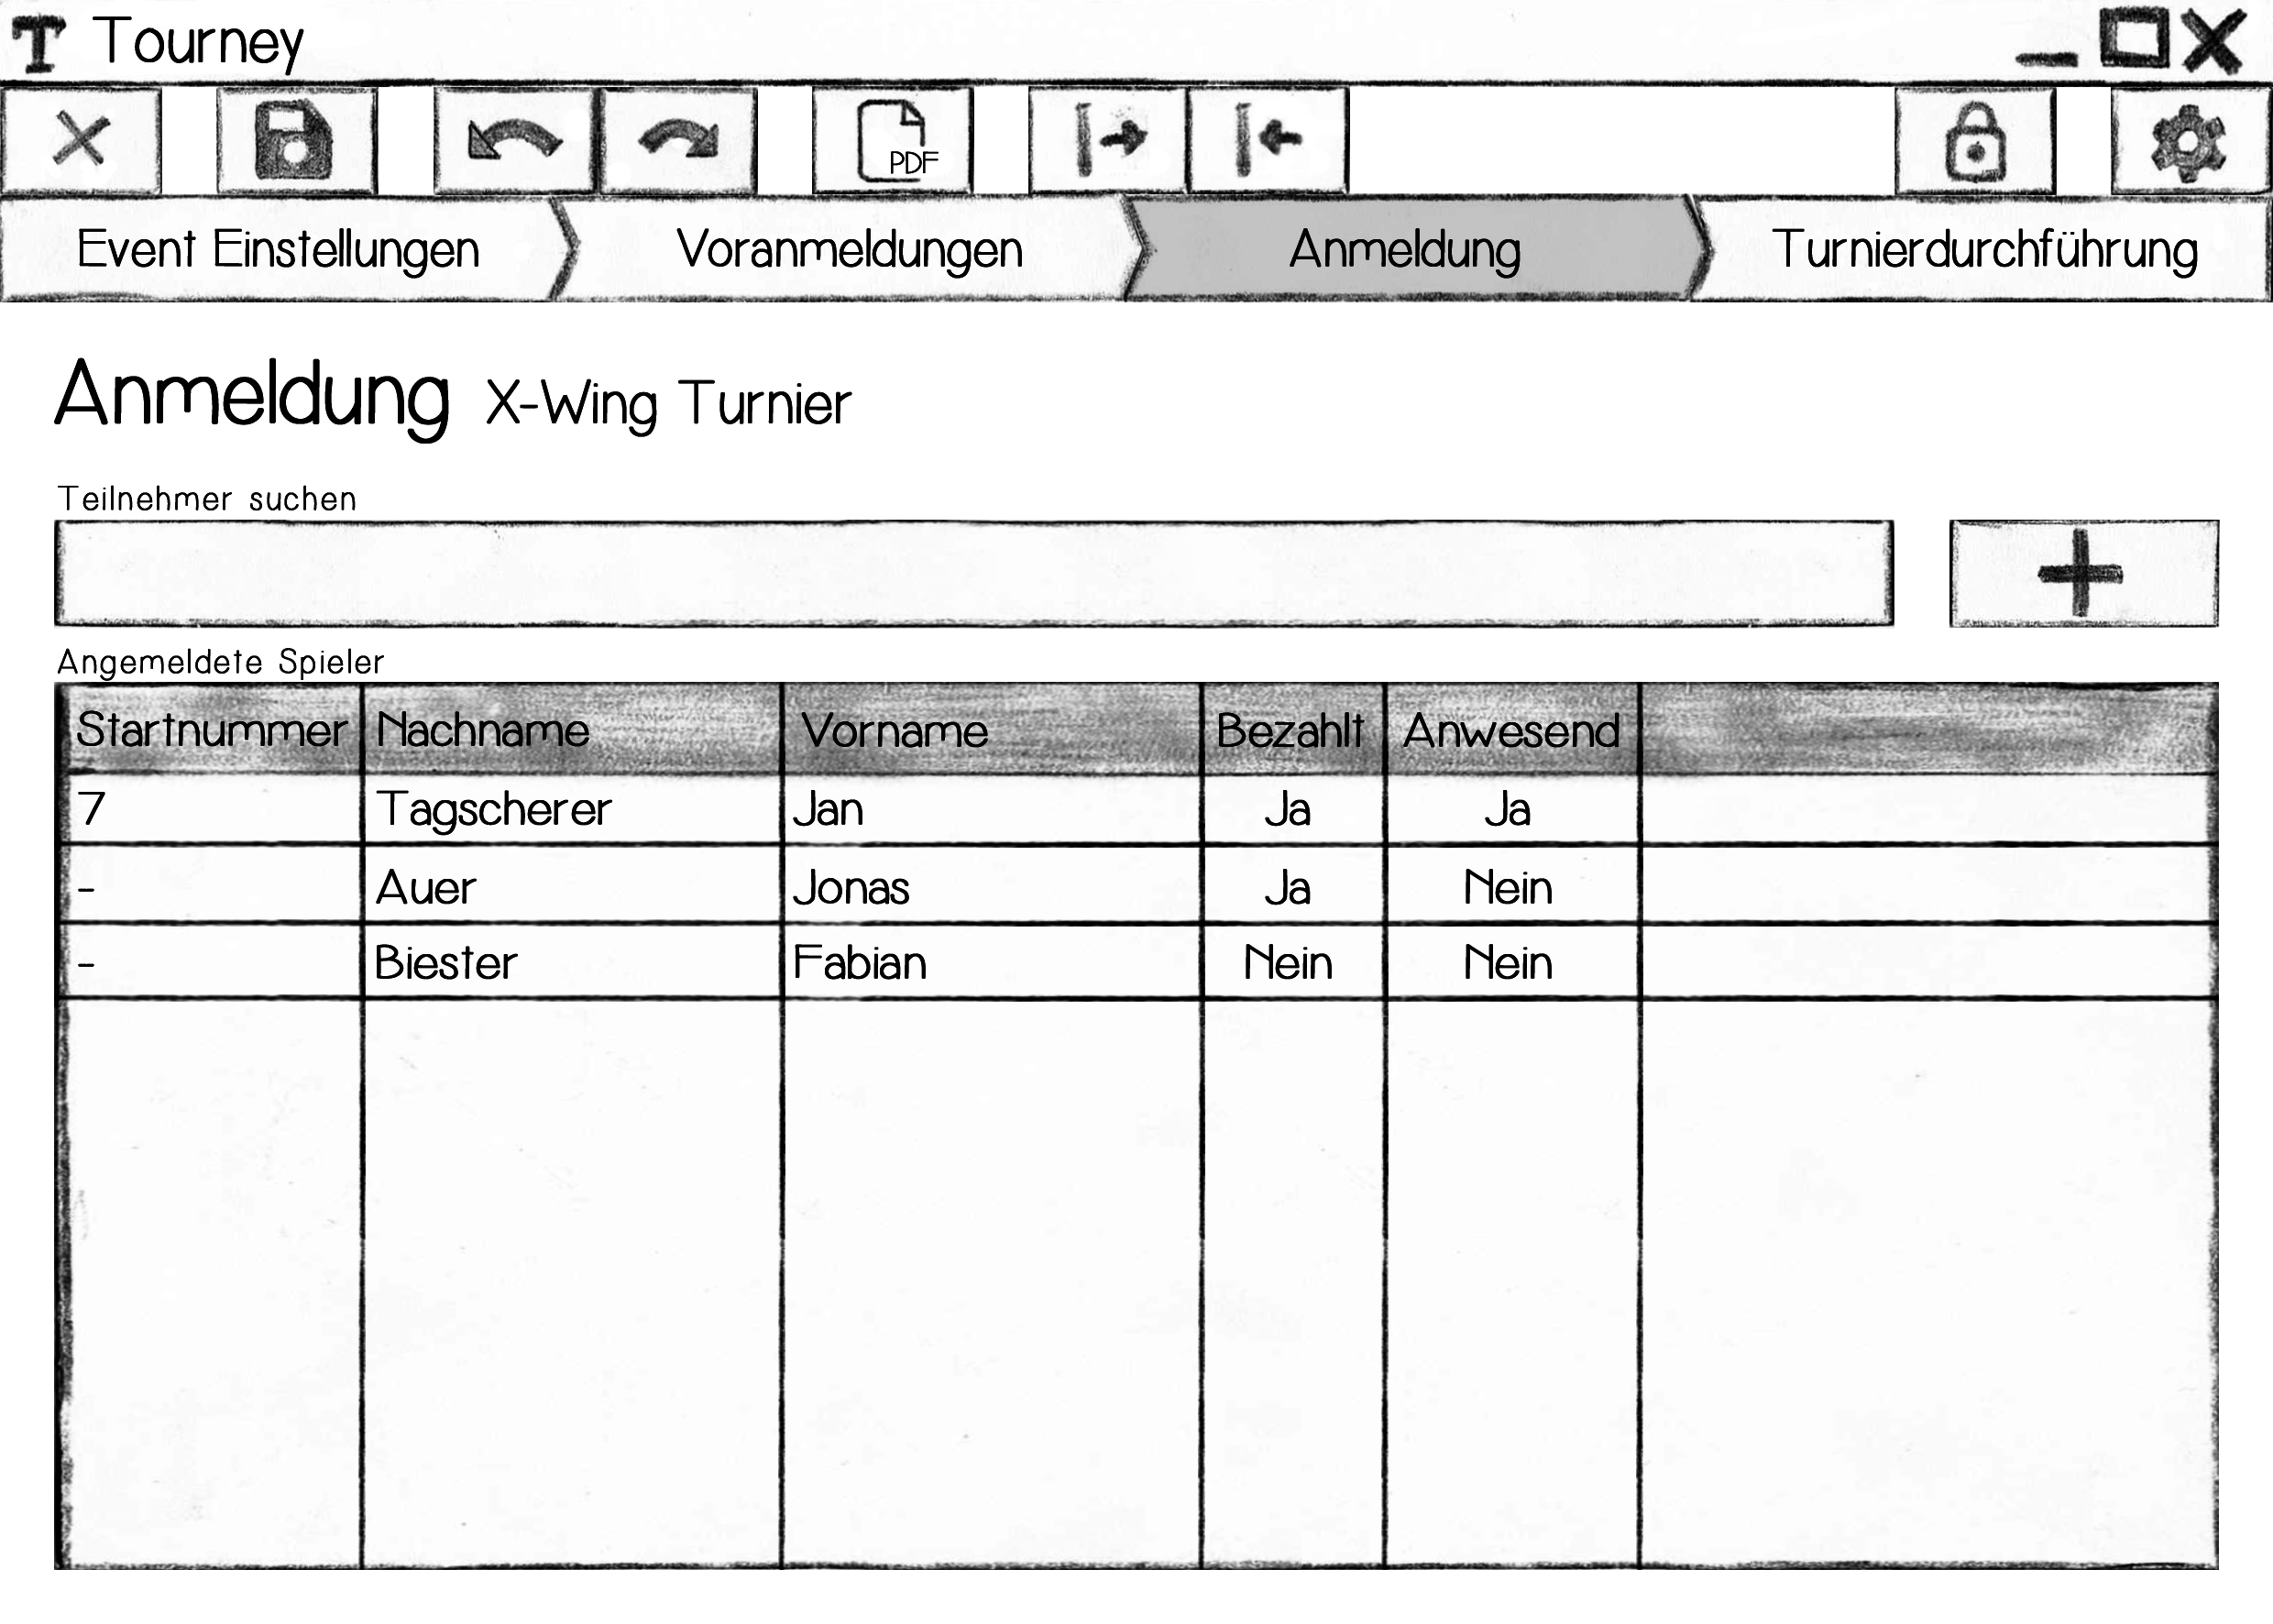 T Tourney
PDF
Event Einstellungen Voranmeldungen Anmeldung Turnierdurchführung
Anmeldung X-Wing Turnier
Teilnehmer suchen
Angemeldete Spieler
Startnummer Nachname Vorname Bezahlt Anwesend
7 Tagscherer Jan Ja Ja
- Auer Jonas Ja Nein
- Biester Fabian Nein Nein